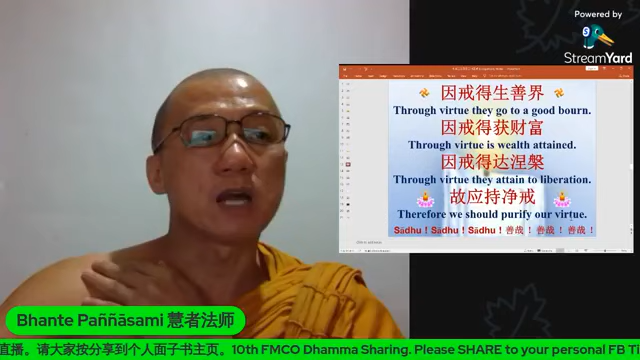 Powered by
StreamYard
因戒得生善界
Through virtue they go to a good bourn.
因戒得获财富
Through virtue is wealth attained.
因戒得达涅槃
Through virtue they attain to liberation.
故应持净戒
Therefore we should purify our virtue.
Sādhu！Sādhu！Sādhu！善哉！善哉！善哉！
Bhante Paññāsami 慧者法师
直播。请大家按分享到个人面子书主页。10th FMCO Dhamma Sharing. Please SHARE to your personal FB Ti